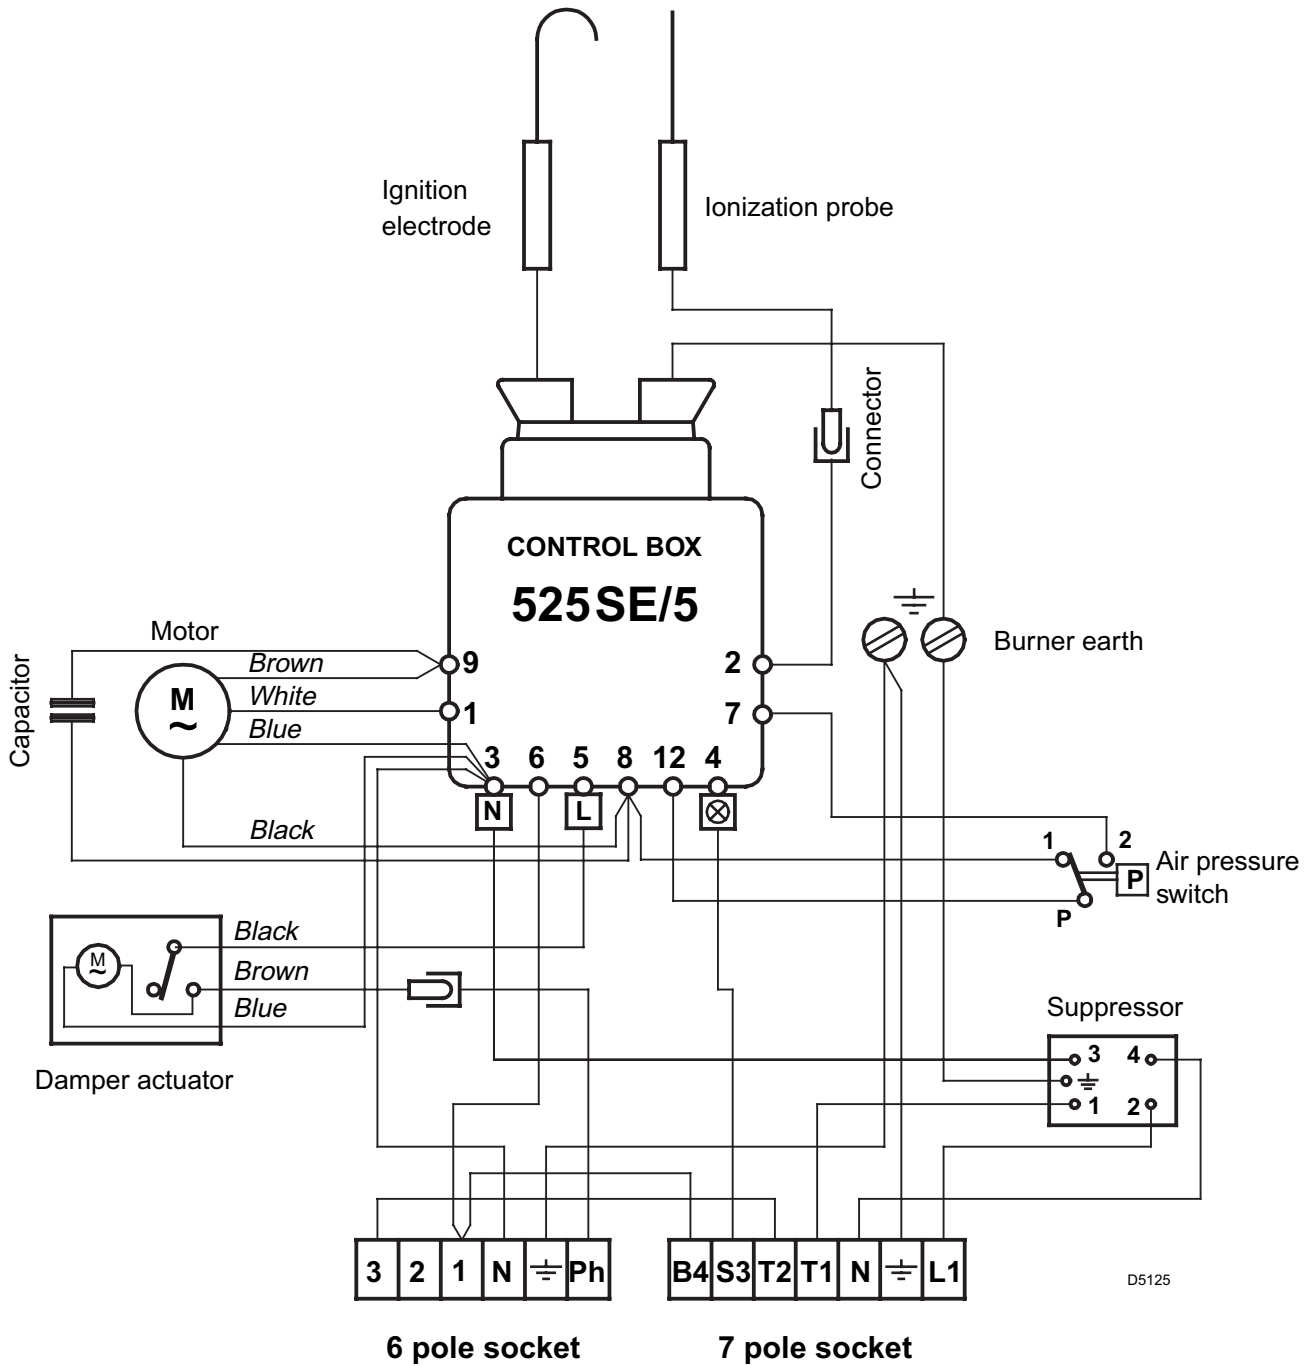 Ignition
electrode
Ionization probe
Connector
CONTROL BOX
525SE/5
Burner earth
Motor
Capacitor
M
~
Brown
White
Blue
9
1
2
7
3 6 5 8 12 4
N L
Black
1 2
P
P
Air pressure
switch
M
~
Black
Brown
Blue
Damper actuator
Suppressor
3 4
1 2
3 2 1 N Ph
B4 S3 T2 T1 N L1
D5125
6 pole socket
7 pole socket